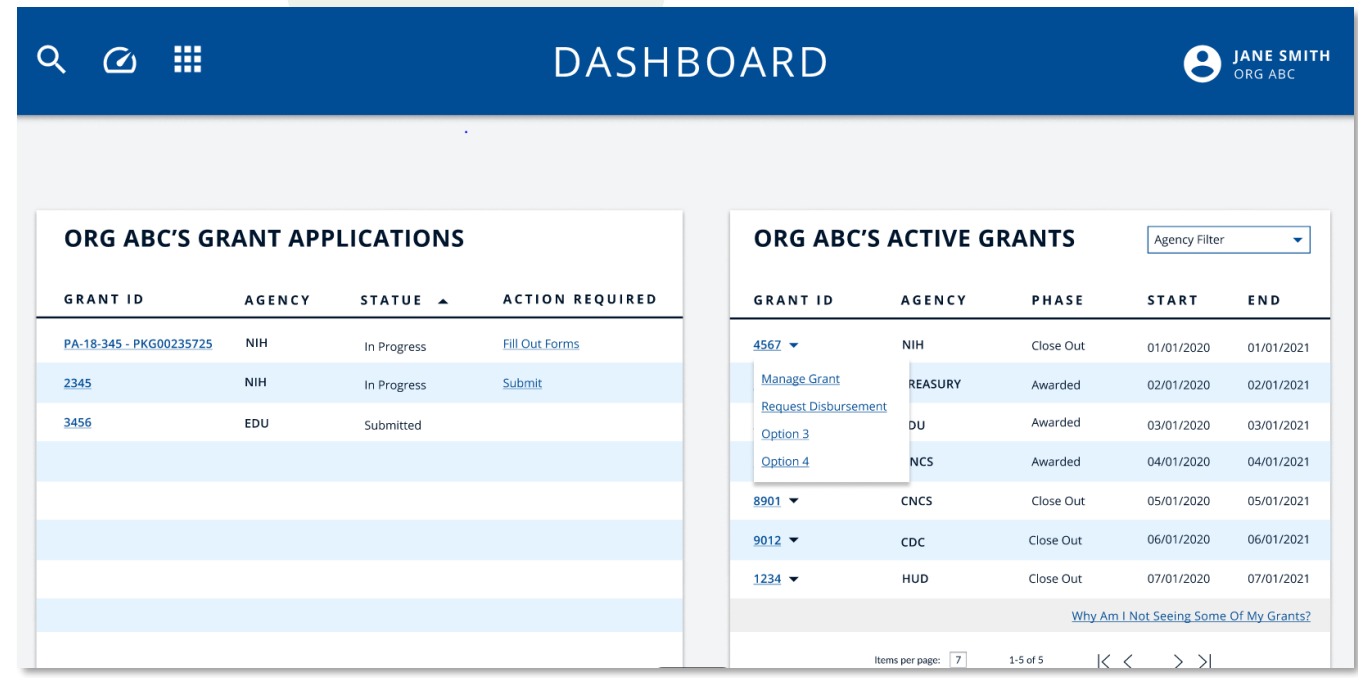 DASHBOARD
JANE SMITH
ORG ABC
ORG ABC'S GRANT APPLICATIONS
GRANT ID AGENCY STATUE ACTION REQUIRED
PA-18-345 - PKG00235725 NIH In Progress Fill Out Forms
2345 NIH In Progress Submit
3456 EDU Submitted
ORG ABC'S ACTIVE GRANTS
Agency Filter
GRANT ID AGENCY PHASE START END
4567 NIH Close Out 01/01/2020 01/01/2021
Manage Grant
REASURY Awarded 02/01/2020 02/01/2021
Request Disbursement
Option 3
DU Awarded 03/01/2020 03/01/2021
Option 4
NCS Awarded 04/01/2020 04/01/2021
8901 CNCS Close Out 05/01/2020 05/01/2021
9012 CDC Close Out 06/01/2020 06/01/2021
1234 HUD Close Out 07/01/2020 07/01/2021
Why Am I Not Seeing Some Of My Grants?
Items per page: 7 1-5 of 5